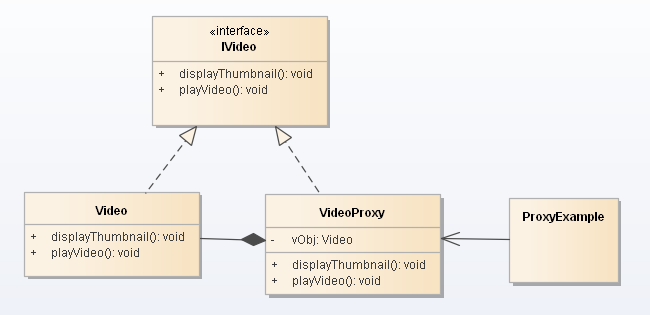 «interface»
IVideo
+ displayThumbnail(): void
+ playVideo(): void
Video
+ displayThumbnail(): void
+ playVideo(): void
VideoProxy
- vObj: Video
+ displayThumbnail(): void
+ playVideo(): void
ProxyExample